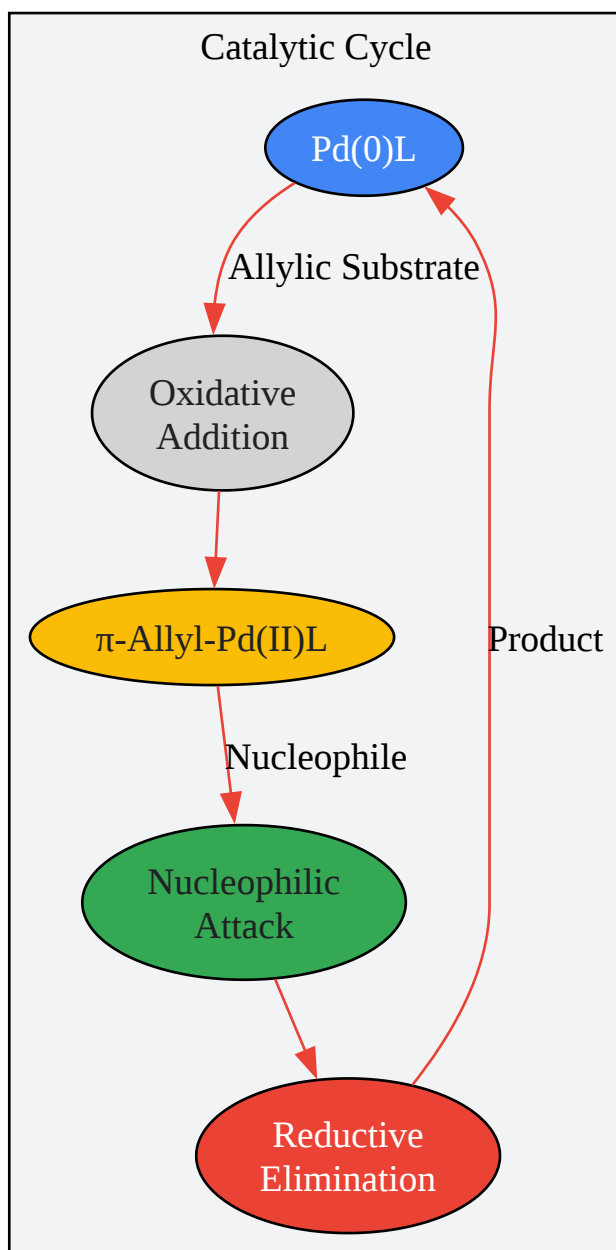 Catalytic Cycle
Pd(0)L
Allylic Substrate
Oxidative
Addition
π-Allyl-Pd(II)L
Product
Nucleophile
Nucleophilic
Attack
Reductive
Elimination